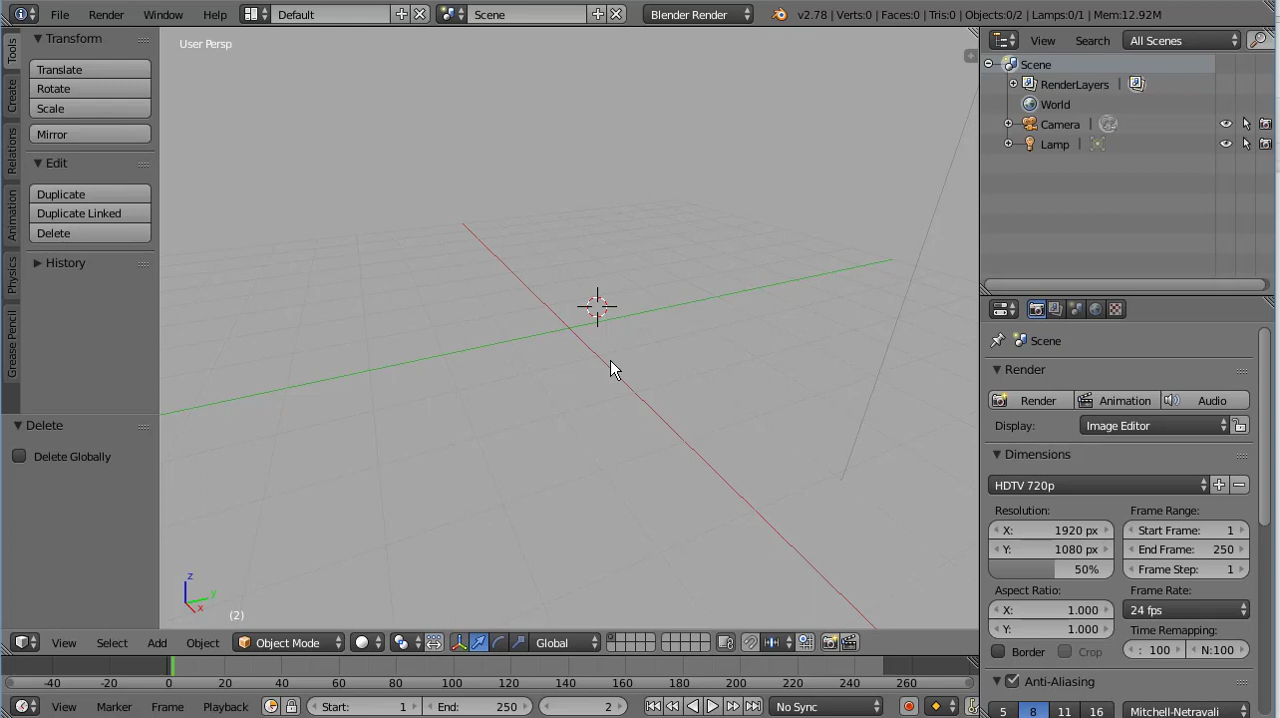 File Render Window Help Default Scene Blender Render v2.78 | Verts:0 | Faces:0 | Tris:0 | Objects:0/2 | Lamps:0/1 | Mem:12.92M
Tools
Create
Relations
Animation
Physics
Grease Pencil
Transform
Translate
Rotate
Scale
Mirror
Edit
Duplicate
Duplicate Linked
Delete
History
Delete
Delete Globally
User Persp
z
y
x
(2)
View Select Add Object Object Mode Global
-40 -20 0 20 40 60 80 100 120 140 160 180 200 220 240 260
View Marker Frame Playback Start: 1 End: 250 2 No Sync
View Search All Scenes
Scene
RenderLayers |
World
Camera |
Lamp |
Scene
Render
Render Animation Audio
Display: Image Editor
Dimensions
HDTV 720p
Resolution: Frame Range:
X: 1920 px Start Frame: 1
Y: 1080 px End Frame: 250
50% Frame Step: 1
Aspect Ratio: Frame Rate:
X: 1.000 24 fps
Y: 1.000 Time Remapping:
Border Crop : 100 N:100
Anti-Aliasing
5 8 11 16 Mitchell-Netravali